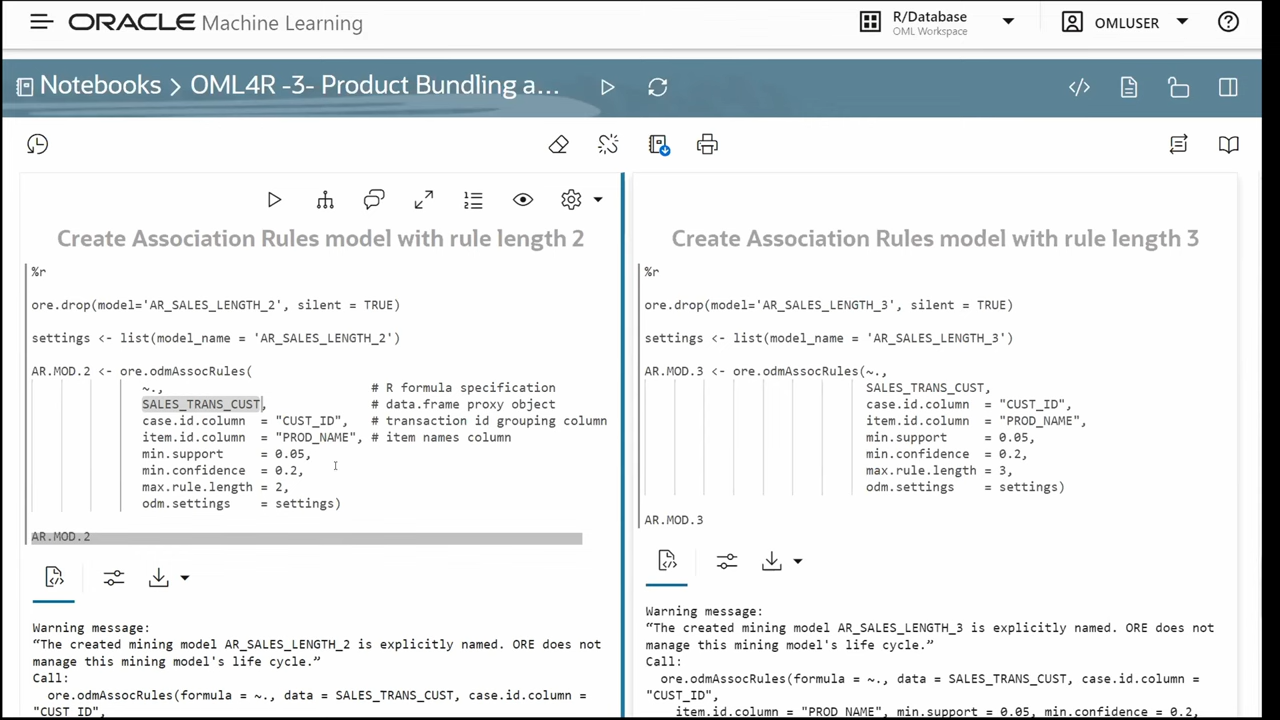 ORACLE Machine Learning
R/Database
OML Workspace
OMLUSER
Notebooks > OML4R -3- Product Bundling a...
Create Association Rules model with rule length 2
%r
ore.drop(model='AR_SALES_LENGTH_2', silent = TRUE)
settings <- list(model_name = 'AR_SALES_LENGTH_2')
AR.MOD.2 <- ore.odmAssocRules(
~., # R formula specification
SALES_TRANS_CUST, # data.frame proxy object
case.id.column = "CUST_ID", # transaction id grouping column
item.id.column = "PROD_NAME", # item names column
min.support = 0.05,
min.confidence = 0.2,
max.rule.length = 2,
odm.settings = settings)
AR.MOD.2
Warning message:
“The created mining model AR_SALES_LENGTH_2 is explicitly named. ORE does not
manage this mining model's life cycle.”
Call:
ore.odmAssocRules(formula = ~., data = SALES_TRANS_CUST, case.id.column =
"CUST_ID",
Create Association Rules model with rule length 3
%r
ore.drop(model='AR_SALES_LENGTH_3', silent = TRUE)
settings <- list(model_name = 'AR_SALES_LENGTH_3')
AR.MOD.3 <- ore.odmAssocRules(~.,
SALES_TRANS_CUST,
case.id.column = "CUST_ID",
item.id.column = "PROD_NAME",
min.support = 0.05,
min.confidence = 0.2,
max.rule.length = 3,
odm.settings = settings)
AR.MOD.3
Warning message:
“The created mining model AR_SALES_LENGTH_3 is explicitly named. ORE does not
manage this mining model's life cycle.”
Call:
ore.odmAssocRules(formula = ~., data = SALES_TRANS_CUST, case.id.column =
"CUST_ID",
item.id.column = "PROD_NAME", min.support = 0.05, min.confidence = 0.2,